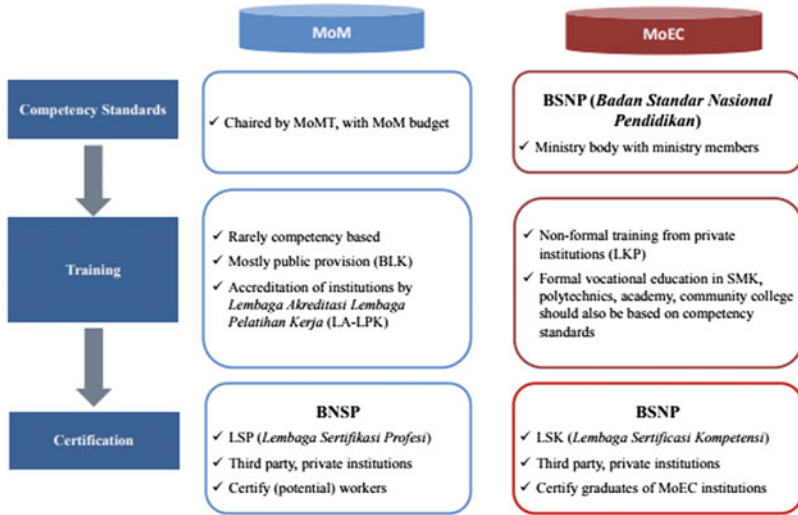 MoM
MoEC
Competency Standards
✓ Chaired by MoMT, with MoM budget
BSNP (Badan Standar Nasional
Pendidikan)
✓ Ministry body with ministry members
Training
✓ Rarely competency based
✓ Mostly public provision (BLK)
✓ Accreditation of institutions by
Lembaga Akreditasi Lembaga
Pelatihan Kerja (LA-LPK)
✓ Non-formal training from private
institutions (LKP)
✓ Formal vocational education in SMK,
polytechnics, academy, community college
should also be based on competency
standards
Certification
BNSP
✓ LSP (Lembaga Sertifikasi Profesi)
✓ Third party, private institutions
✓ Certify (potential) workers
BSNP
✓ LSK (Lembaga Sertificasi Kompetensi)
✓ Third party, private institutions
✓ Certify graduates of MoEC institutions